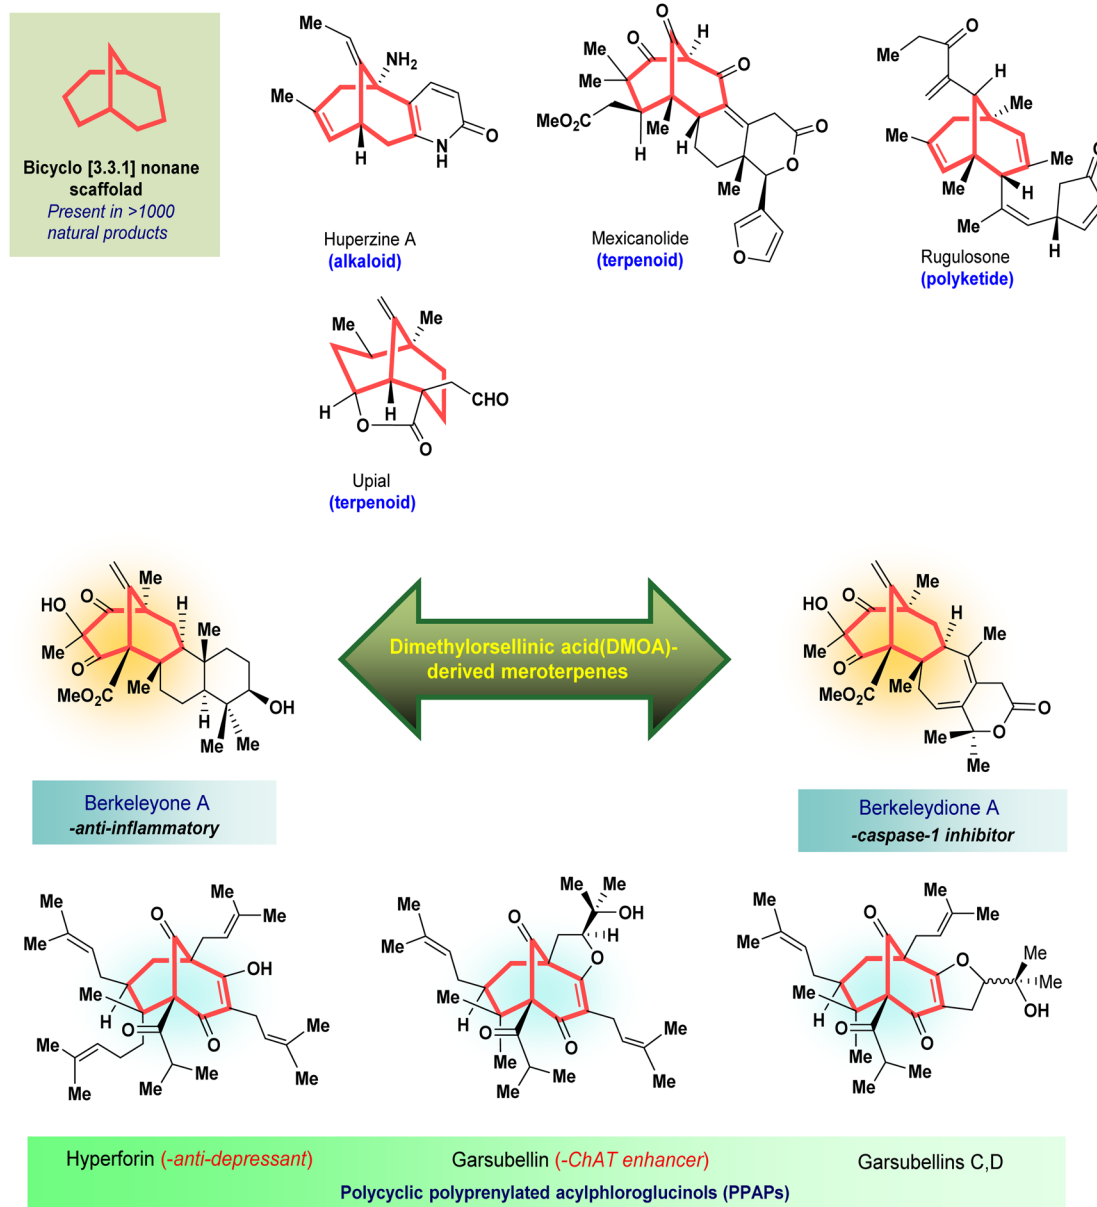 Bicyclo [3.3.1] nonane
scaffolad
Present in >1000
natural products
Me
NH₂
Me
H
N
H
O
Huperzine A
(alkaloid)
O
O
H
Me
Me
O
MeO₂C
Me
H
H
Me
O
O
O
Mexicanolide
(terpenoid)
O
Me
H
Me
Me
Me
Me
H
Me
O
H
Rugulosone
(polyketide)
Me
Me
H
H
O
O
CHO
Upial
(terpenoid)
Me
HO
O
H
Me
Me
O
MeO₂C
Me
H
OH
Me
Me
Dimethylorsellinic acid(DMOA)-
derived meroterpenes
Me
HO
O
H
Me
Me
O
MeO₂C
Me
O
O
Me
Me
Berkeleyone A
-anti-inflammatory
Berkeleydione A
-caspase-1 inhibitor
Me
Me
Me
Me
O
OH
Me
H
O
O
Me
Me
Me
Me
Me
Me
Me
Me
OH
Me
Me
O
H
O
Me
H
O
O
Me
Me
Me
Me
Me
Me
Me
Me
Me
O
O
Me
Me
OH
Me
H
O
O
Me
Me
Me
Hyperforin (-anti-depressant)
Garsubellin (-ChAT enhancer)
Garsubellins C,D
Polycyclic polyprenylated acylphloroglucinols (PPAPs)